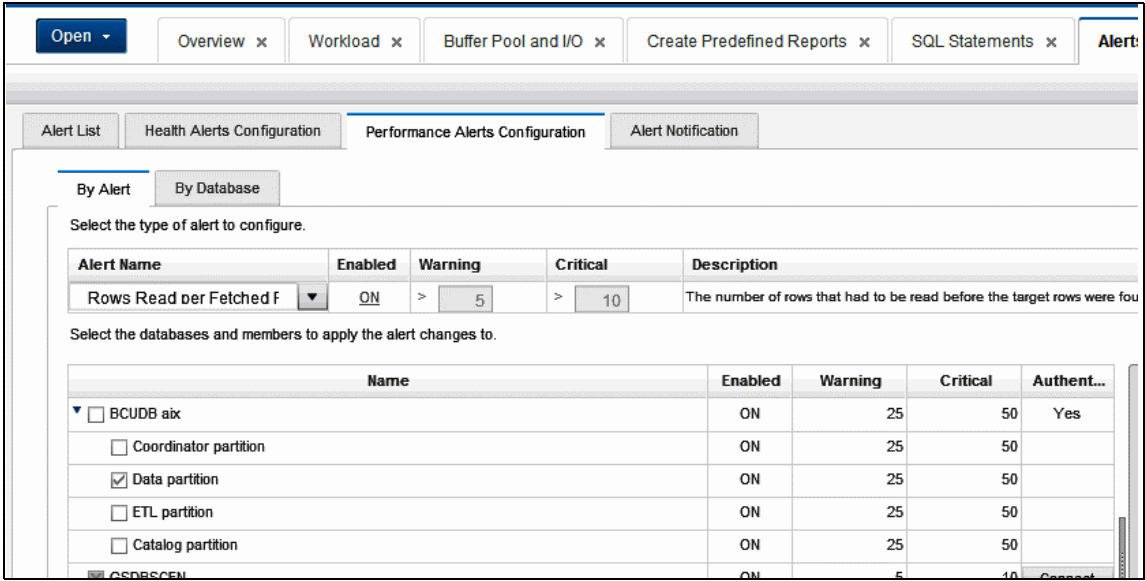 Open
Overview × Workload × Buffer Pool and I/O × Create Predefined Reports × SQL Statements × Alerts
Alert List Health Alerts Configuration Performance Alerts Configuration Alert Notification
By Alert By Database
Select the type of alert to configure.
Alert Name Enabled Warning Critical Description
Rows Read per Fetched F ON > 5 > 10 The number of rows that had to be read before the target rows were fou
Select the databases and members to apply the alert changes to.
Name Enabled Warning Critical Authent...
BCUDB aix ON 25 50 Yes
Coordinator partition ON 25 50
Data partition ON 25 50
ETL partition ON 25 50
Catalog partition ON 25 50
GSDBSCEN ON 5 10 Connect